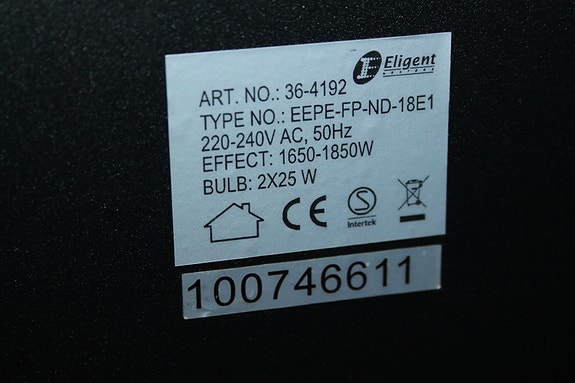 Eligent
ART. NO.: 36-4192
TYPE NO.: EEPE-FP-ND-18E1
220-240V AC, 50Hz
EFFECT: 1650-1850W
BULB: 2X25 W
CE
S
Intertek
100746611